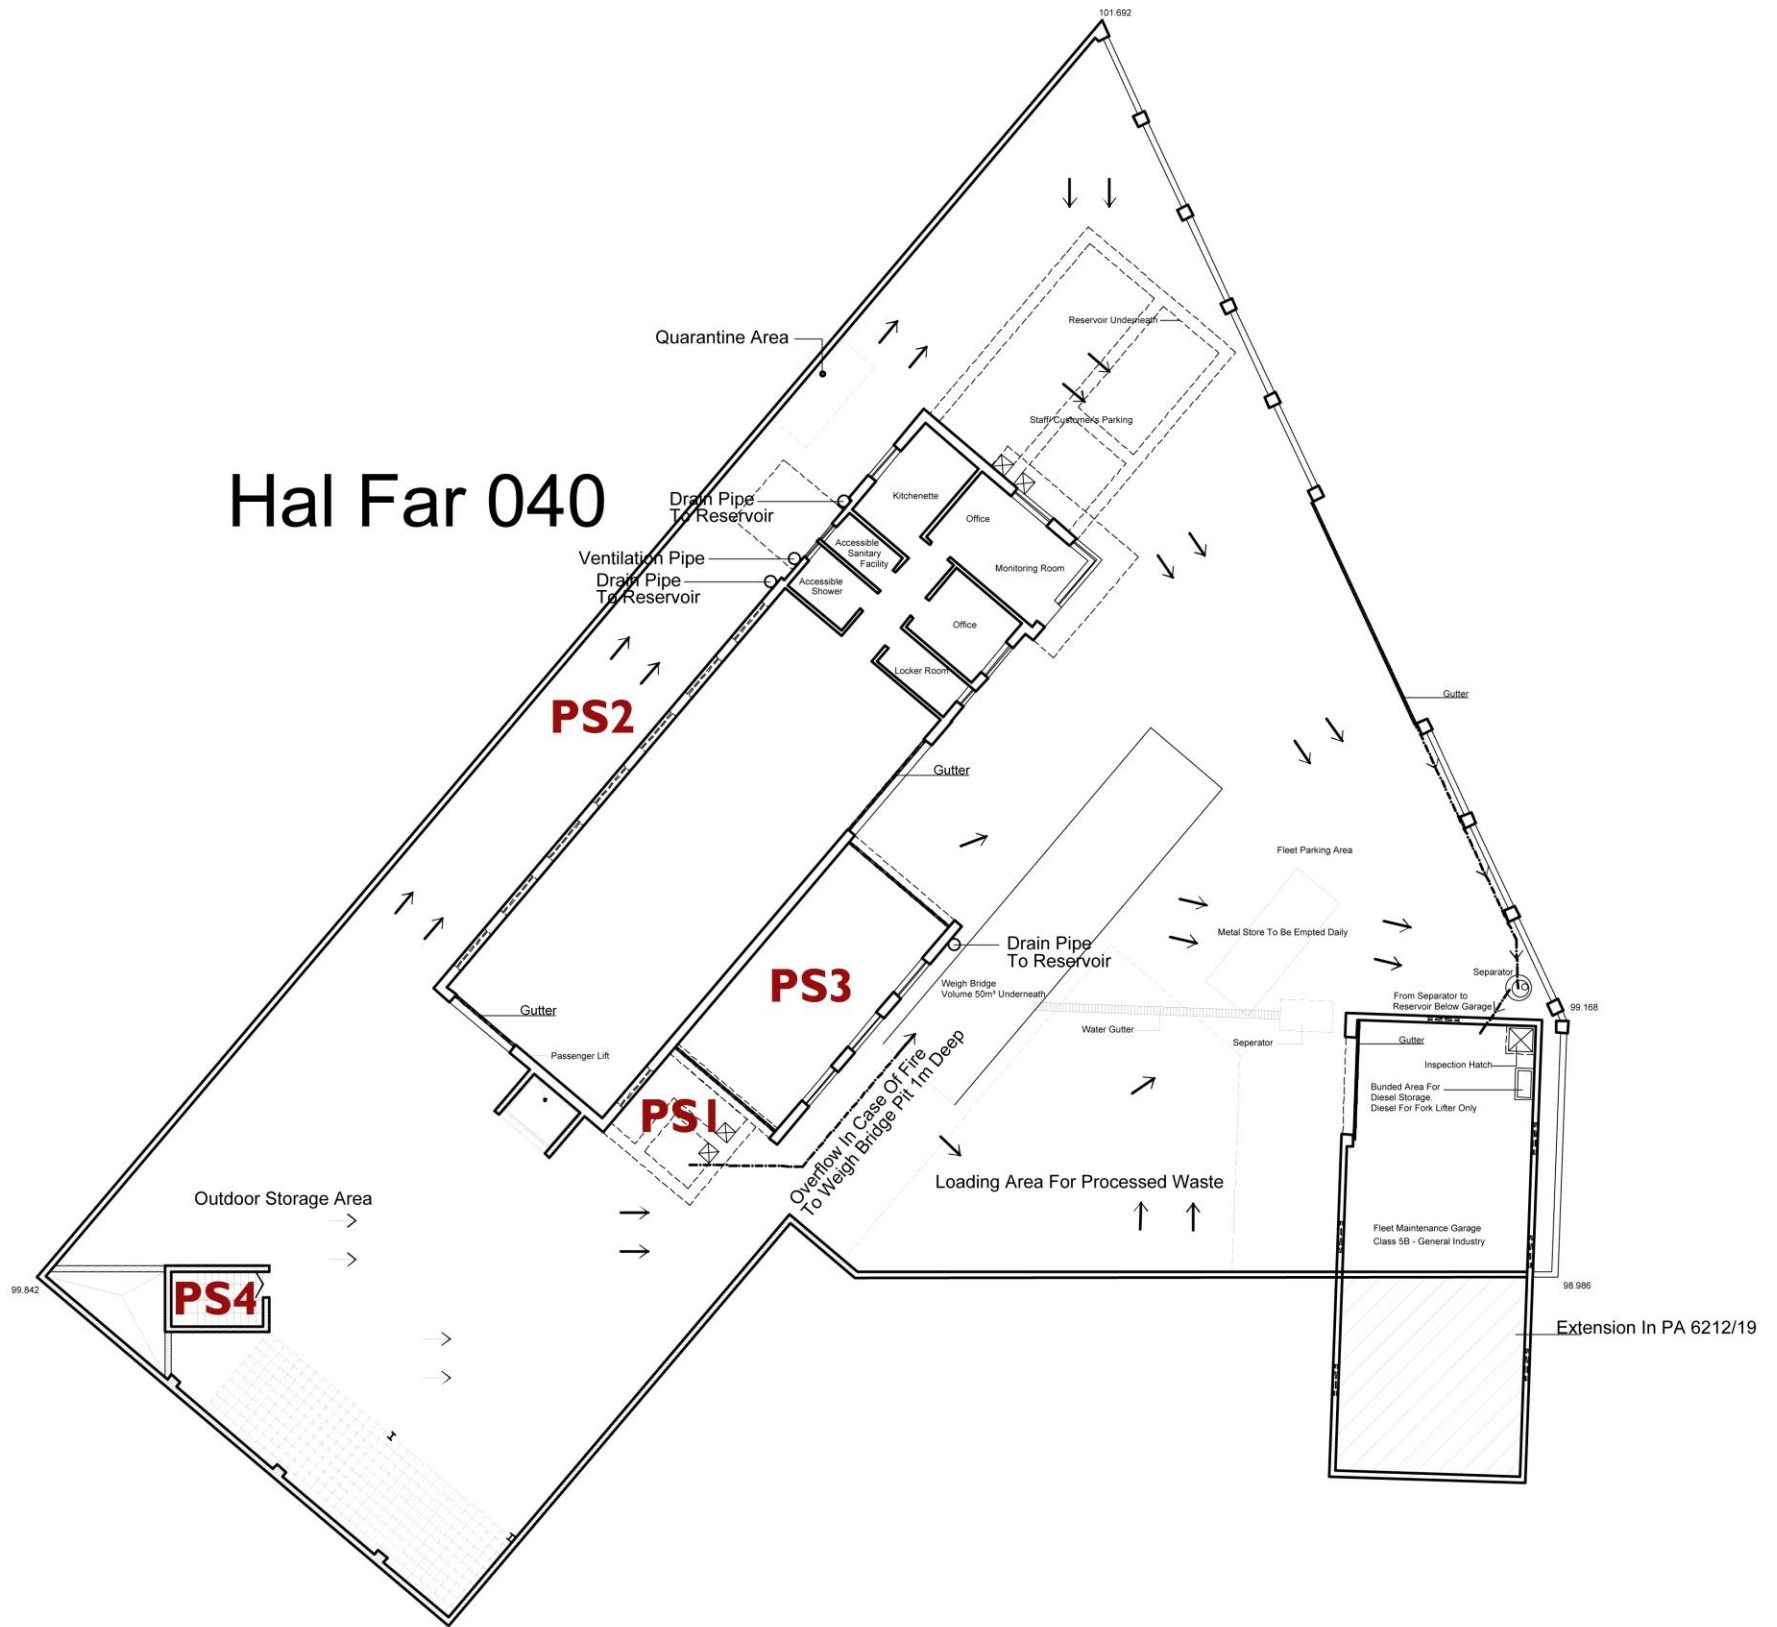 101.692
Reservoir Underneath
Quarantine Area
Staff/ Customer's Parking
Hal Far 040
Kitchenette
Drain Pipe
To Reservoir
Office
Accessible
Sanitary
Facility
Ventilation Pipe
Monitoring Room
Drain Pipe
To Reservoir
Accessible
Shower
Office
Locker Room
Gutter
PS2
Gutter
Fleet Parking Area
Metal Store To Be Empted Daily
Drain Pipe
To Reservoir
PS3
Separator
Weigh Bridge
Volume 50m³ Underneath
From Separator to
Reservoir Below Garage
99.168
Gutter
Water Gutter
Seperator
Gutter
Passenger Lift
Inspection Hatch
Bunded Area For
Diesel Storage.
Diesel For Fork Lifter Only
PS1
Overflow In Case Of Fire
To Weigh Bridge Pit 1m Deep
Loading Area For Processed Waste
Outdoor Storage Area
Fleet Maintenance Garage
Class 5B - General Industry
99.842
PS4
98.986
Extension In PA 6212/19